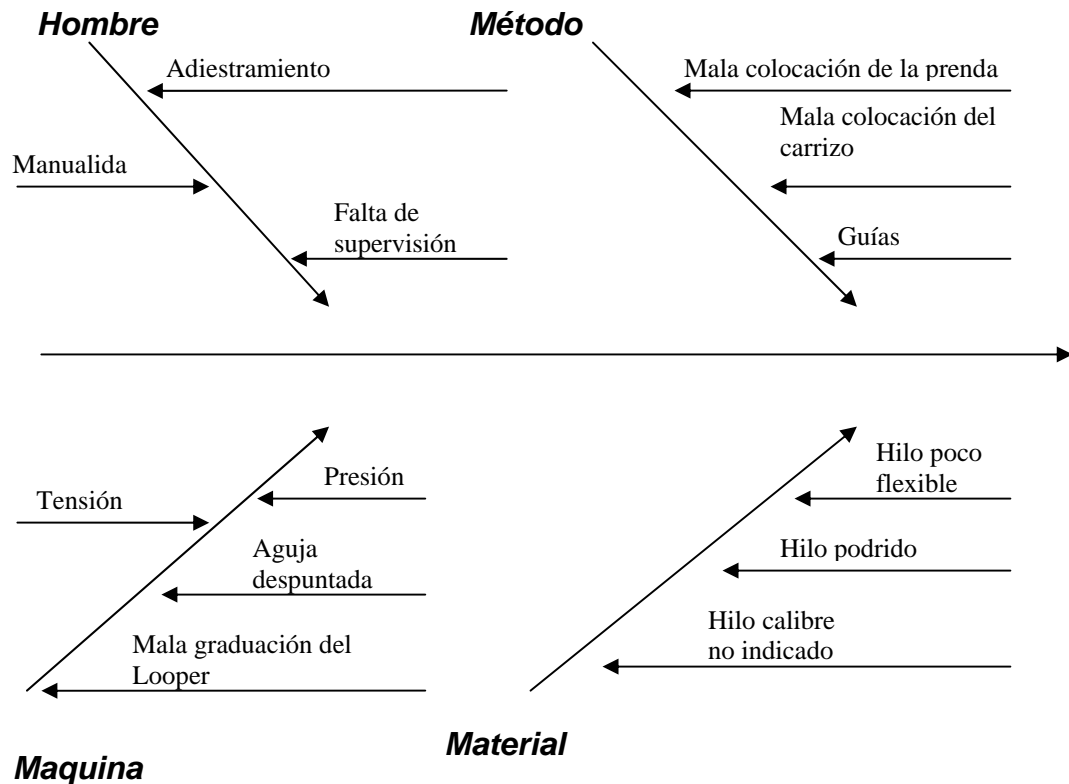 Hombre
Método
Adiestramiento
Mala colocación de la prenda
Mala colocación del
carrizo
Manualida
Falta de
supervisión
Guías
Hilo poco
flexible
Presión
Tensión
Hilo podrido
Aguja
despuntada
Hilo calibre
no indicado
Mala graduación del
Looper
Material
Maquina